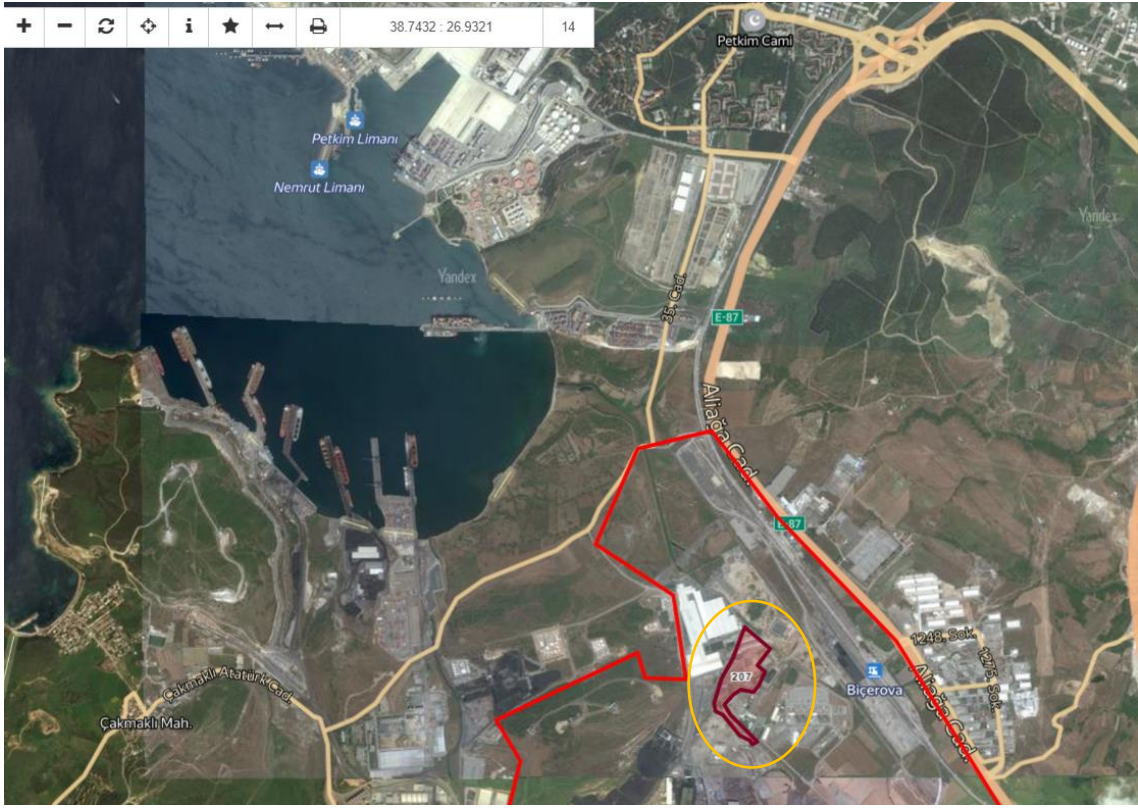 38.7432 : 26.9321
14
Petkim Cami
Petkim Limanı
Nemrut Limanı
Yandex
Yandex
35. Cad.
E-87
Aliağa Cad.
E-87
1248. Sok.
1275. Sok.
207
Biçerova
Aliağa Cad.
Çakmaklı Atatürk Cad.
Çakmaklı Mah.